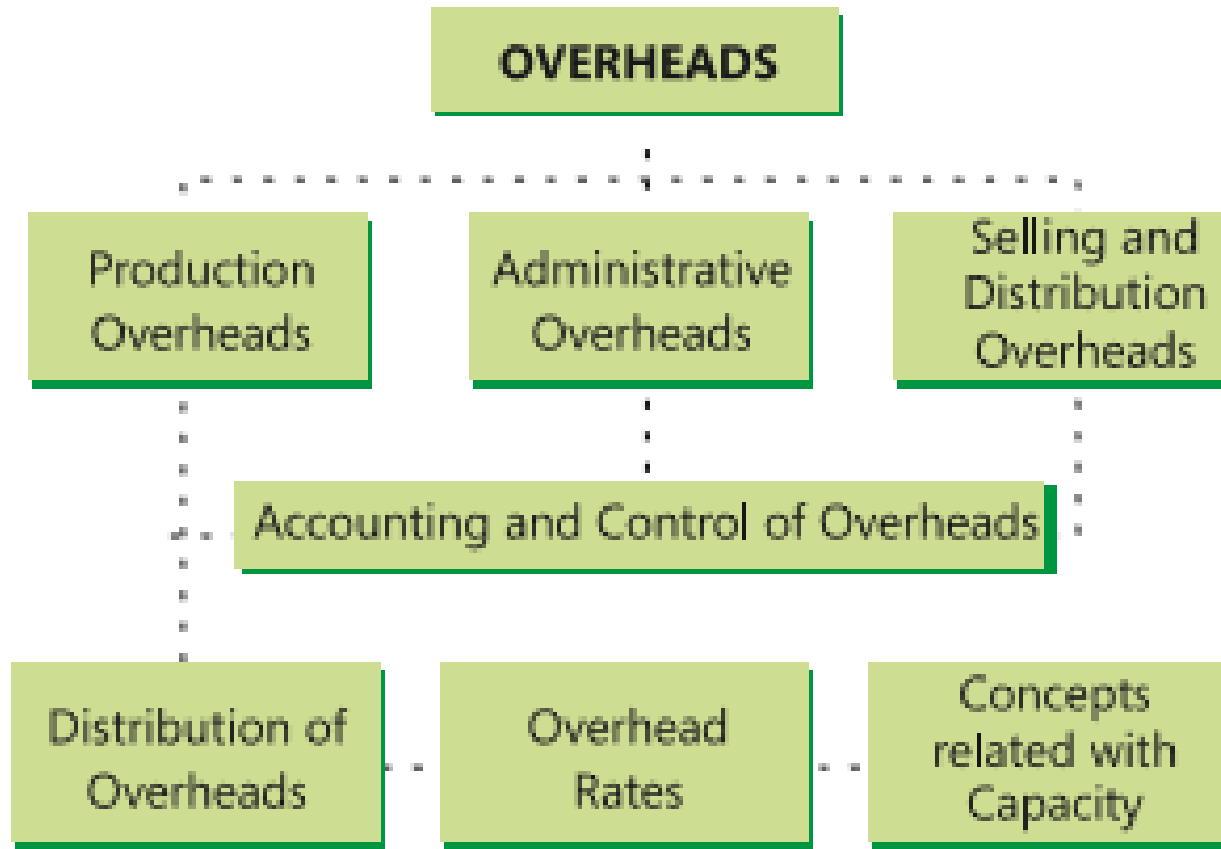 OVERHEADS
Production
Overheads
Administrative
Overheads
Selling and
Distribution
Overheads
Accounting and Control of Overheads
Distribution of
Overheads
Overhead
Rates
Concepts
related with
Capacity